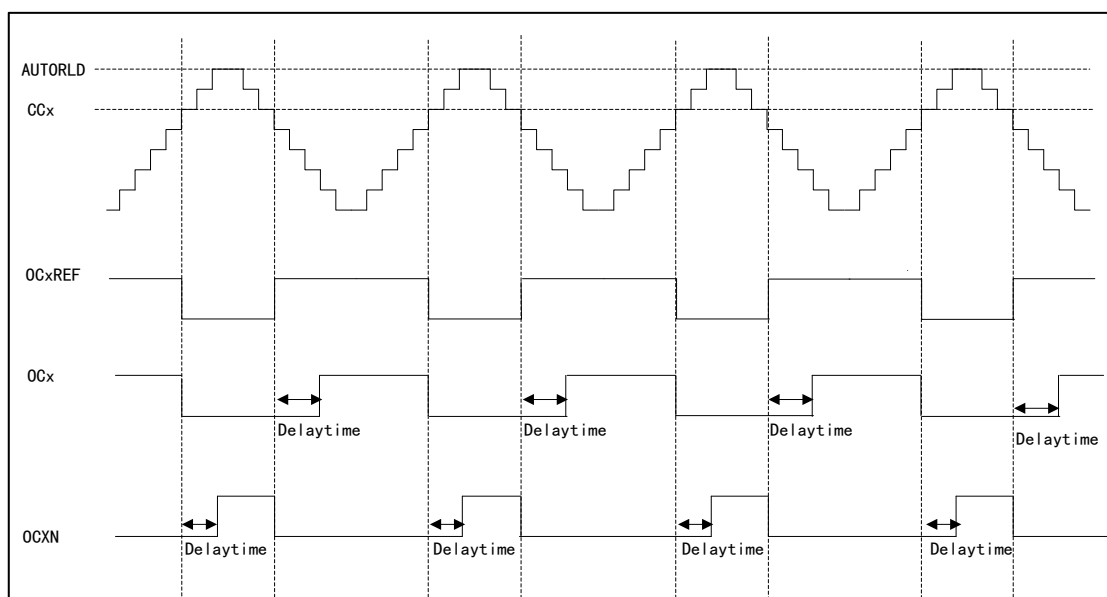 AUTORLD
CCx
OCxREF
OCx
Delaytime
Delaytime
Delaytime
Delaytime
OCXN
Delaytime
Delaytime
Delaytime
Delaytime